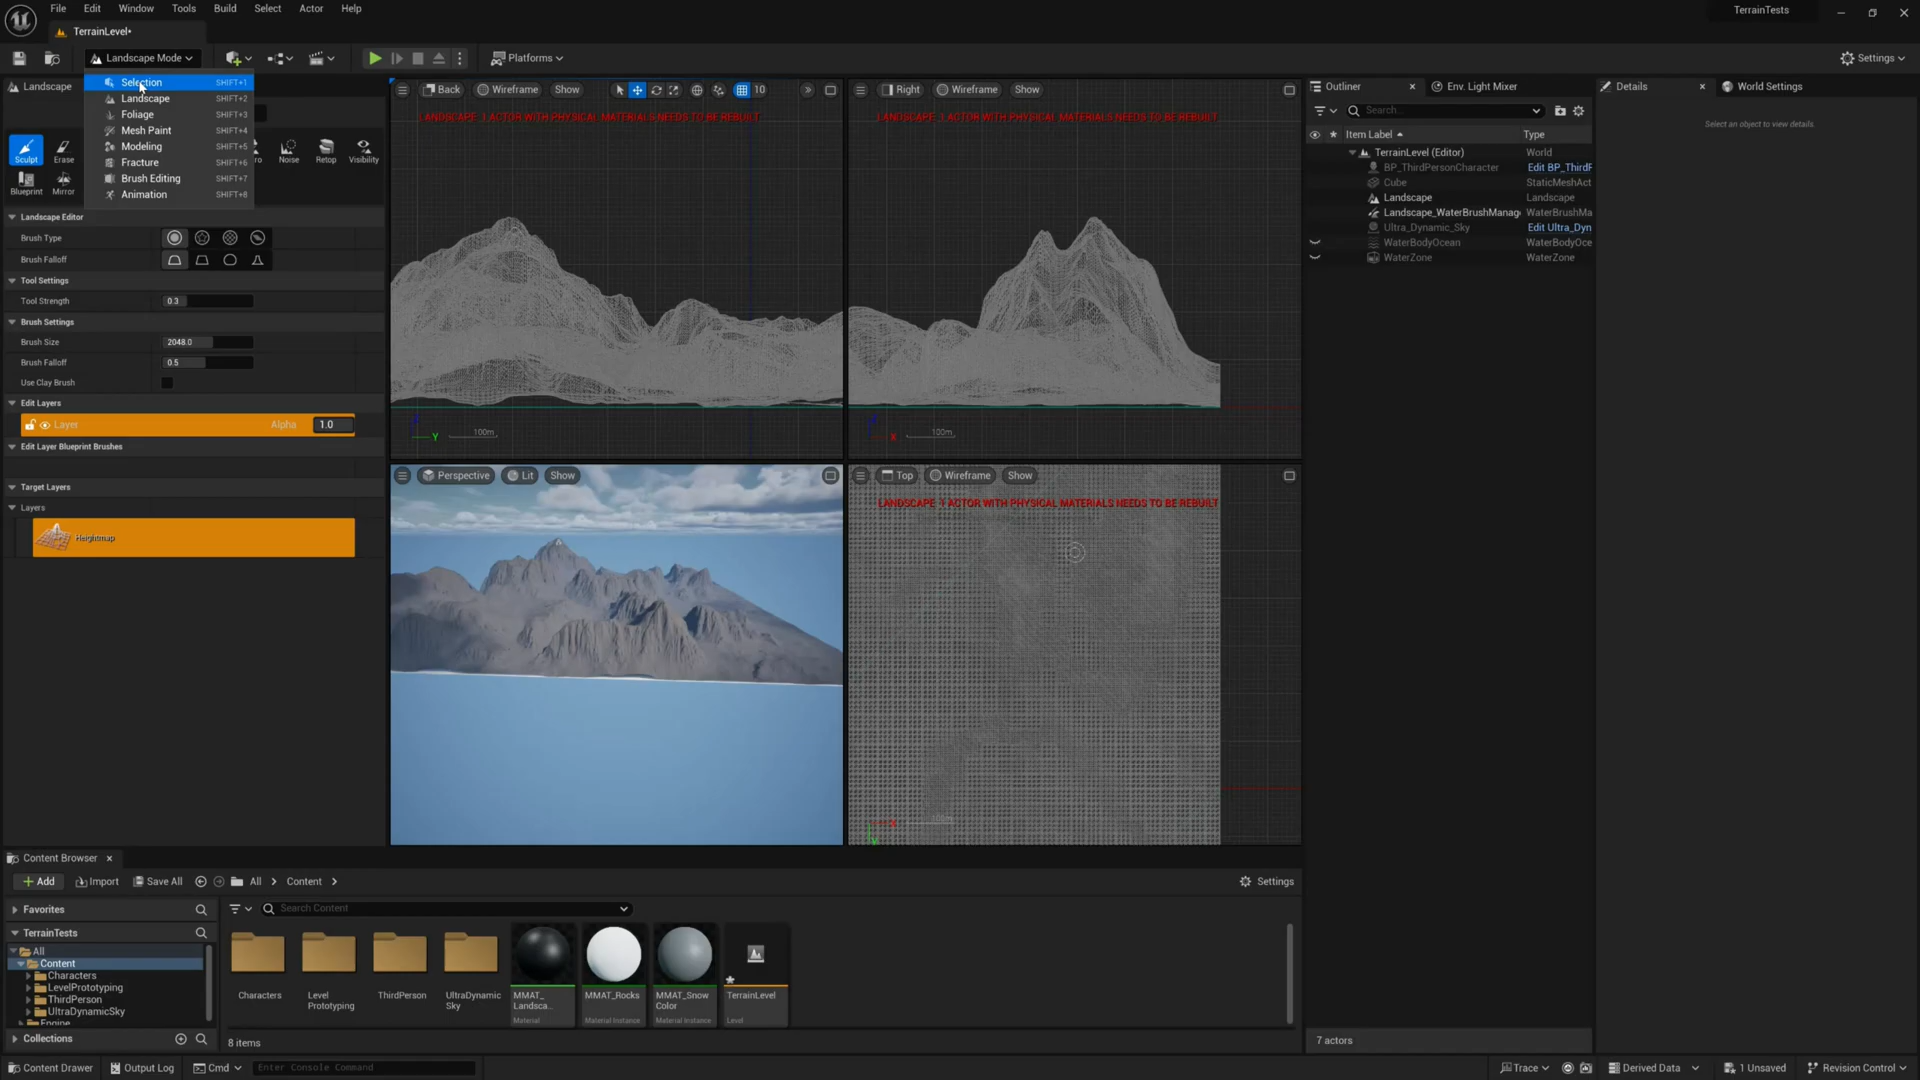 File Edit Window Tools Build Select Actor Help
TerrainTests
TerrainLevel•
Landscape Mode
Platforms
Settings
Landscape
Selection SHIFT+1
Landscape SHIFT+2
Foliage SHIFT+3
Mesh Paint SHIFT+4
Modeling SHIFT+5
Fracture SHIFT+6
Brush Editing SHIFT+7
Animation SHIFT+8
Sculpt Erase Noise Retop Visibility
Blueprint Mirror
Landscape Editor
Brush Type
Brush Falloff
Tool Settings
Tool Strength 0.3
Brush Settings
Brush Size 2048.0
Brush Falloff 0.5
Use Clay Brush
Edit Layers
Layer Alpha 1.0
Edit Layer Blueprint Brushes
Target Layers
Layers
Heightmap
Back Wireframe Show 10
LANDSCAPE: 1 ACTOR WITH PHYSICAL MATERIALS NEEDS TO BE REBUILT
Y 100m
Right Wireframe Show
LANDSCAPE: 1 ACTOR WITH PHYSICAL MATERIALS NEEDS TO BE REBUILT
X 100m
Perspective Lit Show
Top Wireframe Show
LANDSCAPE: 1 ACTOR WITH PHYSICAL MATERIALS NEEDS TO BE REBUILT
X 100m
Outliner Env. Light Mixer
Search...
Item Label Type
TerrainLevel (Editor) World
BP_ThirdPersonCharacter Edit BP_ThirdF
Cube StaticMeshAct
Landscape Landscape
Landscape_WaterBrushManag WaterBrushMa
Ultra_Dynamic_Sky Edit Ultra_Dyn
WaterBodyOcean WaterBodyOce
WaterZone WaterZone
7 actors
Details World Settings
Select an object to view details.
Content Browser
Add Import Save All All Content Settings
Favorites
Search Content
TerrainTests
All
Content
Characters
LevelPrototyping
ThirdPerson
UltraDynamicSky
Engine
Collections
Characters
Level
Prototyping
ThirdPerson
UltraDynamic
Sky
MMAT_
Landsca...
Material
MMAT_Rocks
Material Instance
MMAT_Snow
Color
Material Instance
TerrainLevel
Level
8 items
Content Drawer Output Log Cmd Enter Console Command
Trace Derived Data 1 Unsaved Revision Control